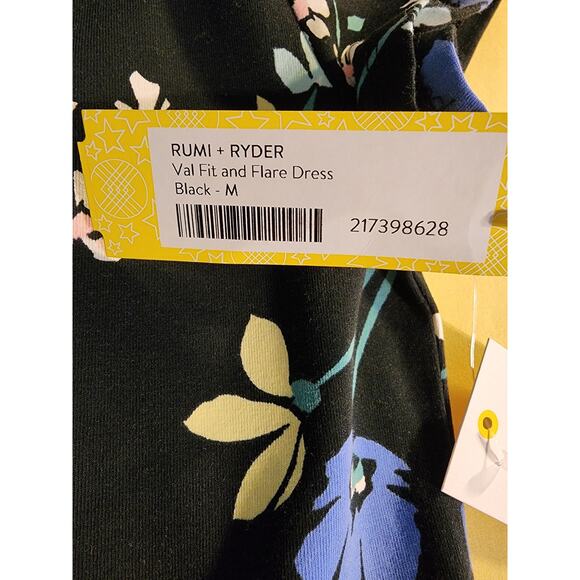 RUMI + RYDER
Val Fit and Flare Dress
Black - M
217398628